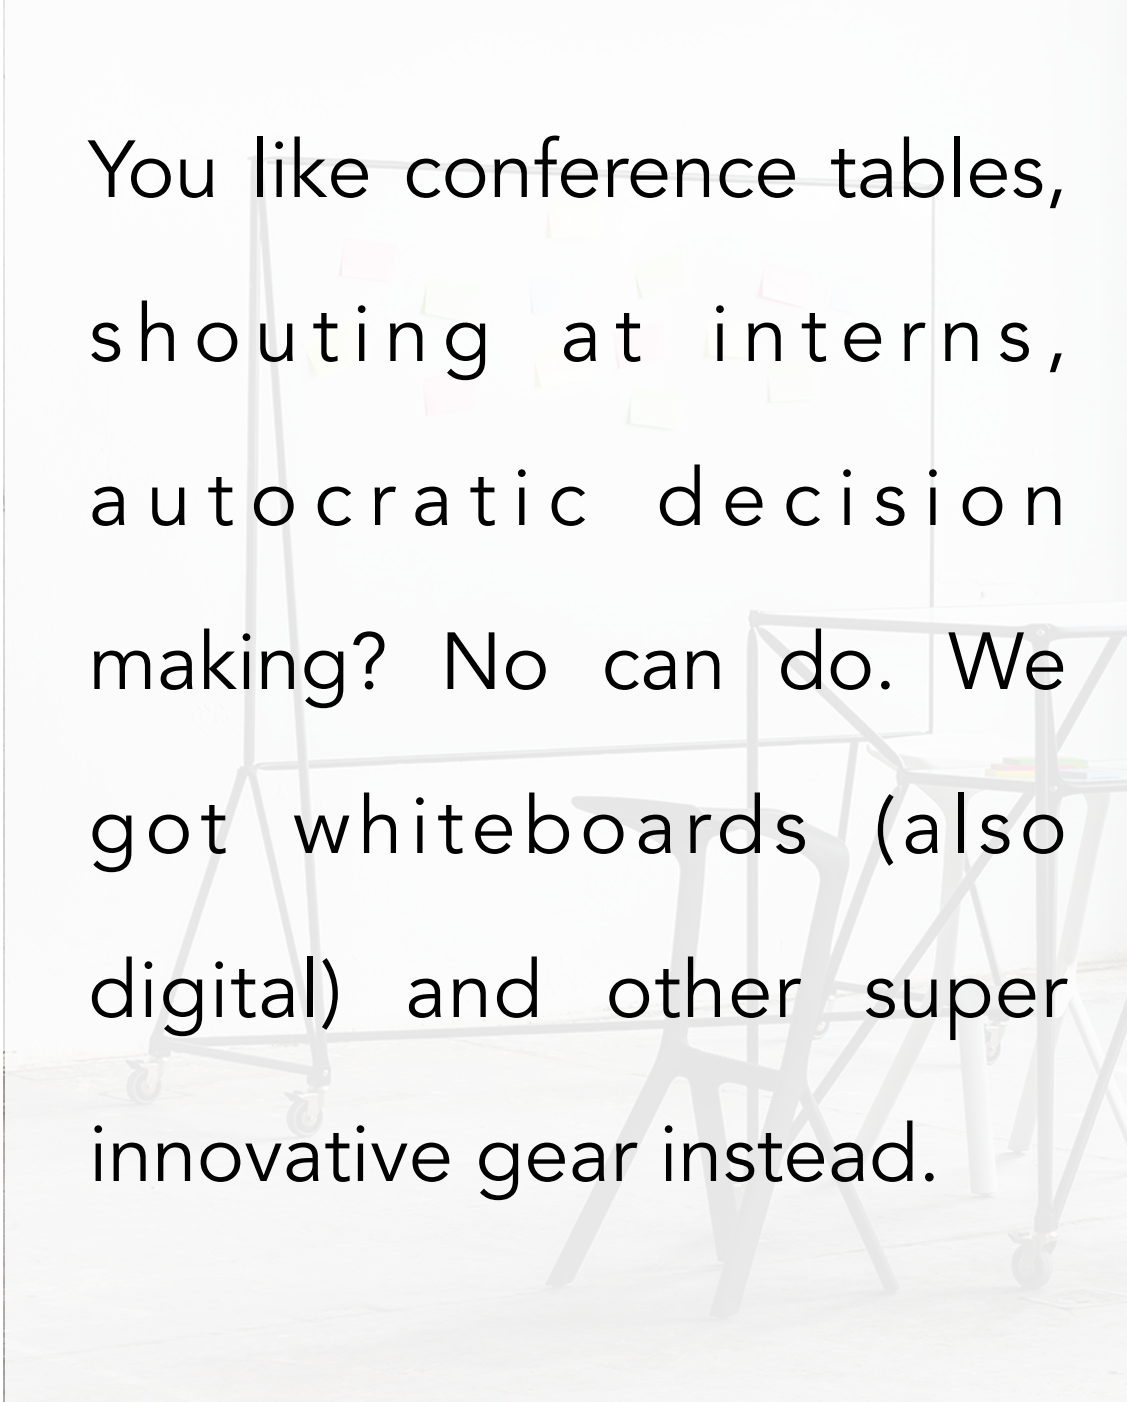 You like conference tables,
shouting at interns,
autocratic decision
making? No can do. We
got whiteboards (also
digital) and other super
innovative gear instead.